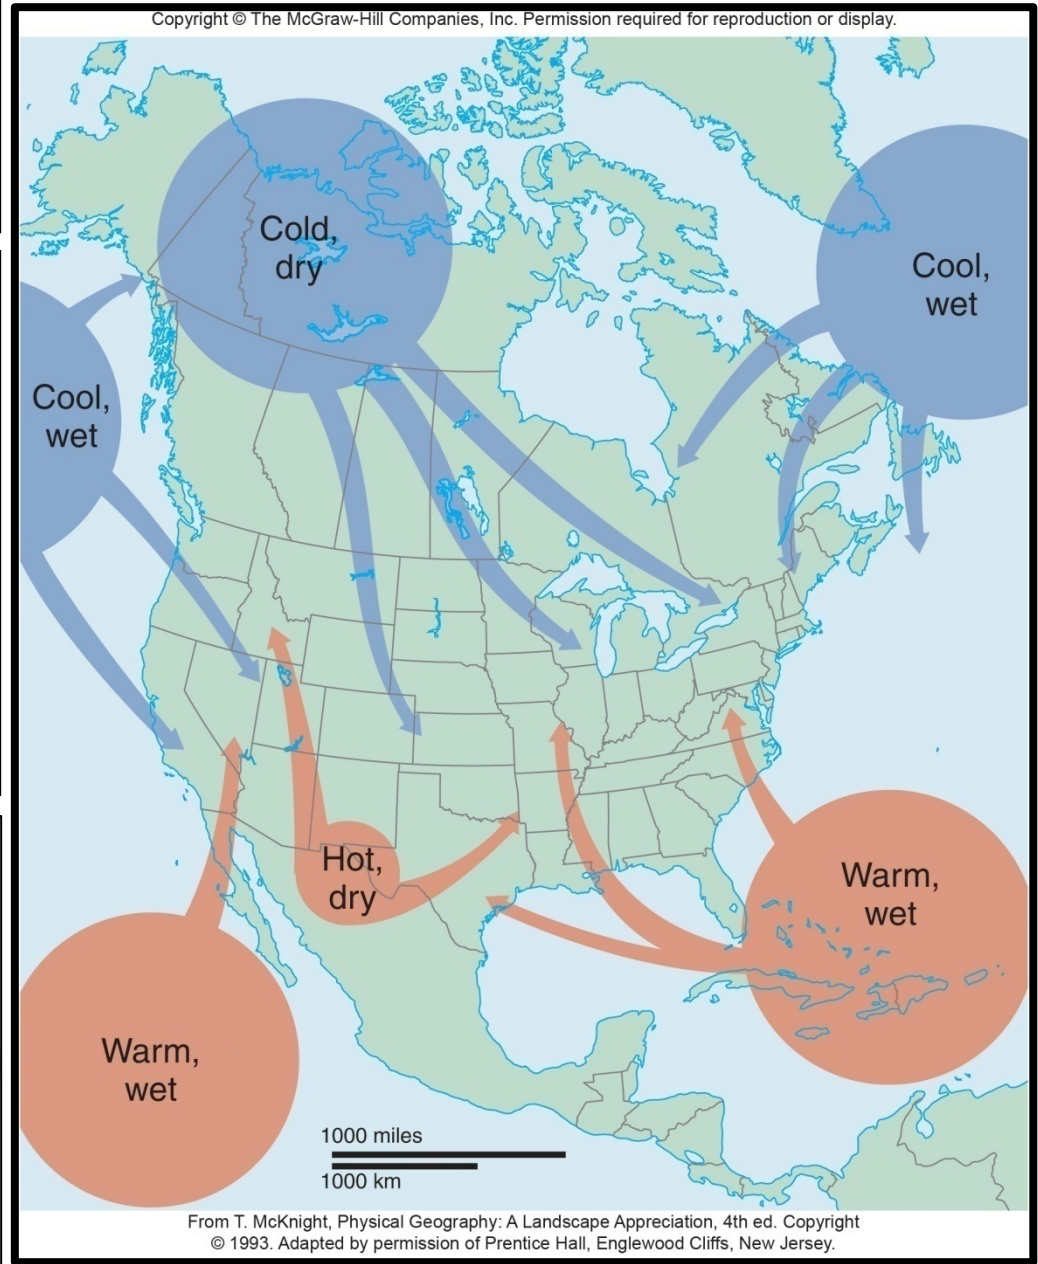 Copyright © The McGraw-Hill Companies, Inc. Permission required for reproduction or display.
Cold,
dry
Cool,
wet
Cool,
wet
Hot,
dry
Warm,
wet
Warm,
wet
1000 miles
1000 km
From T. McKnight, Physical Geography: A Landscape Appreciation, 4th ed. Copyright
© 1993. Adapted by permission of Prentice Hall, Englewood Cliffs, New Jersey.